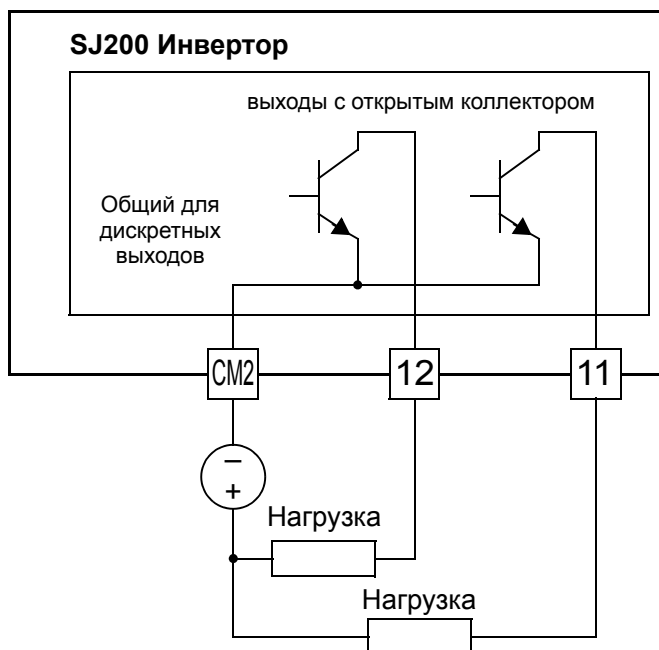 SJ200 Инвертор
выходы с открытым коллектором
Общий для
дискретных
выходов
CM2
12
11
–
+
Нагрузка
Нагрузка